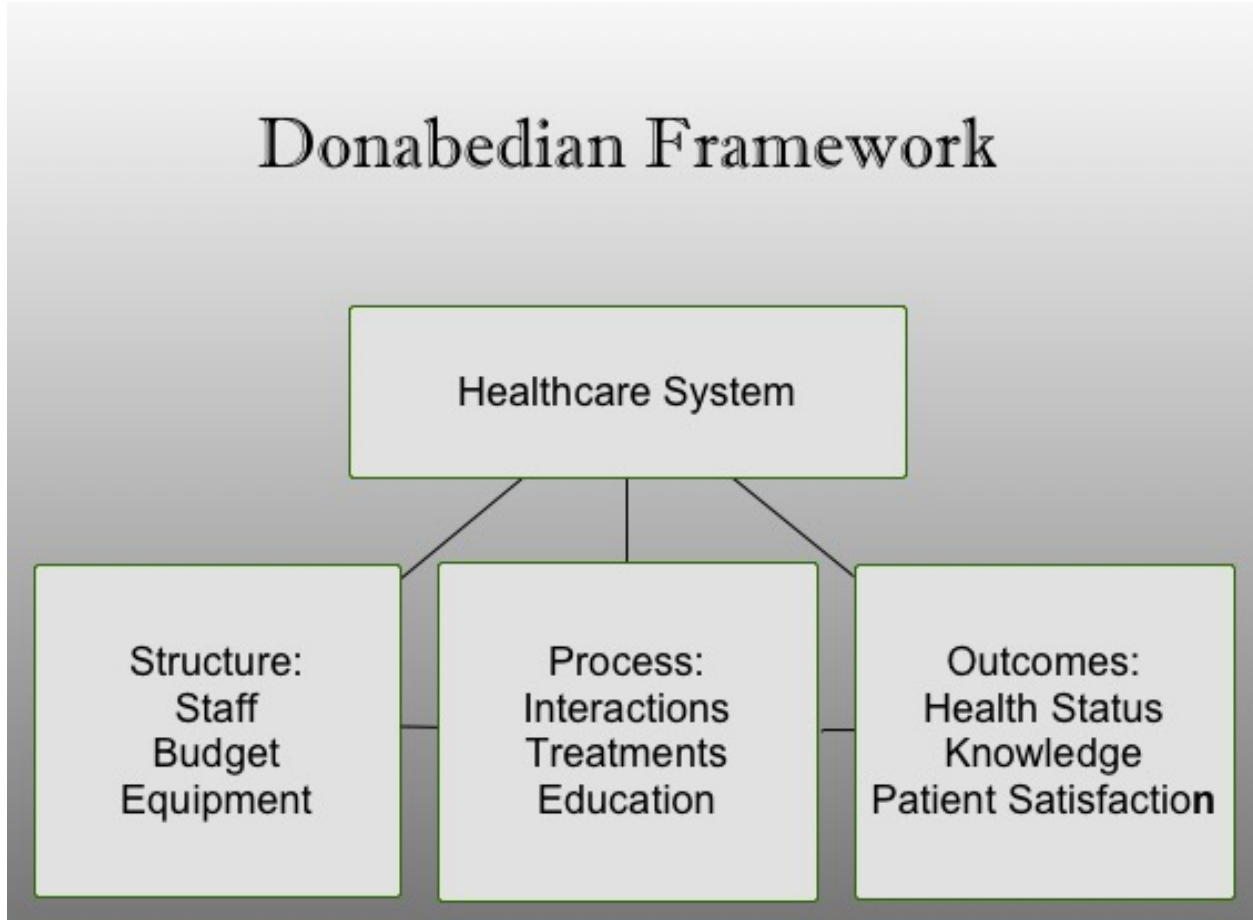 Donabedian Framework
Healthcare System
Structure:
Staff
Budget
Equipment
Process:
Interactions
Treatments
Education
Outcomes:
Health Status
Knowledge
Patient Satisfaction